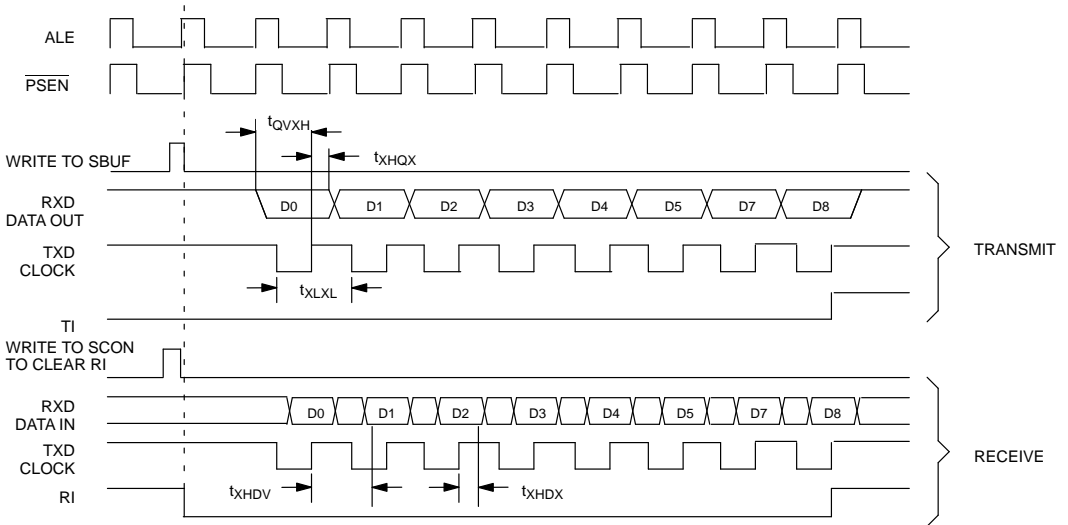 ALE
PSEN
tQVXH
WRITE TO SBUF
tXHQX
RXD
DATA OUT
D0 D1 D2 D3 D4 D5 D7 D8
TXD
CLOCK
TRANSMIT
tXLXL
TI
WRITE TO SCON
TO CLEAR RI
RXD
DATA IN
D0 D1 D2 D3 D4 D5 D7 D8
TXD
CLOCK
RECEIVE
RI
tXHDV
tXHDX